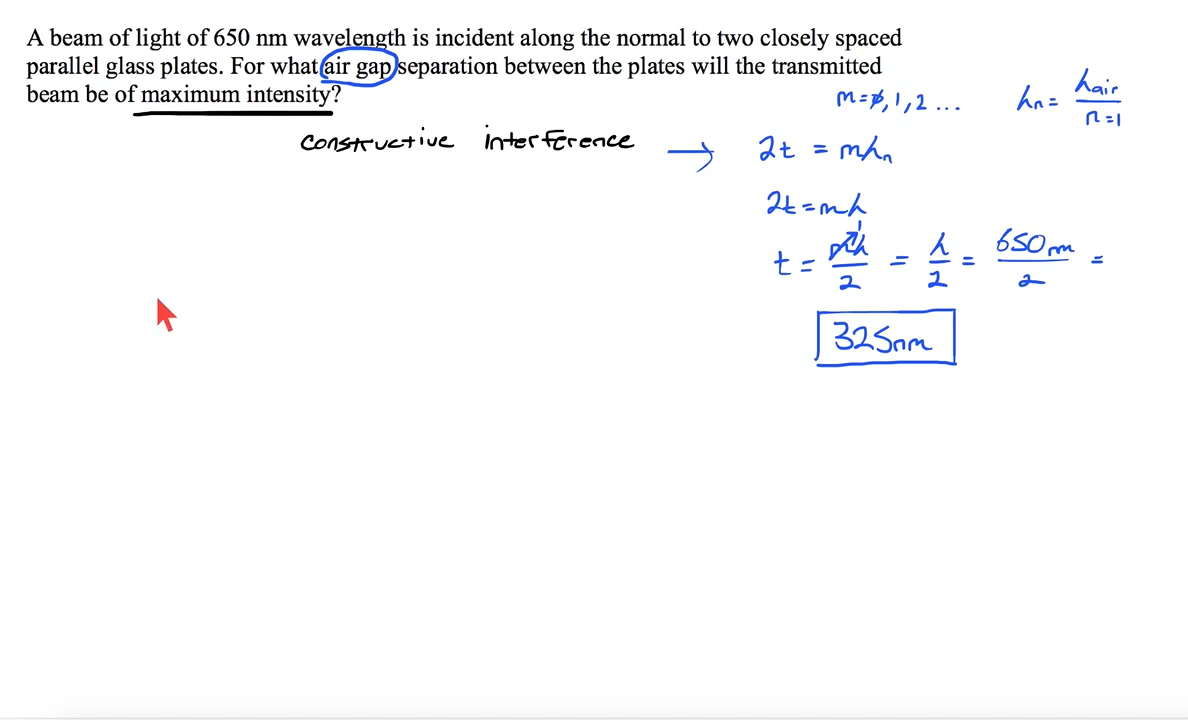 A beam of light of 650 nm wavelength is incident along the normal to two closely spaced
parallel glass plates. For what air gap separation between the plates will the transmitted
beam be of maximum intensity?
m=0,1,2... λn = λair / n=1
constructive interference → 2t = mλn
2t = mλ
t = mλ/2 = λ/2 = 650nm/2 =
1
325nm